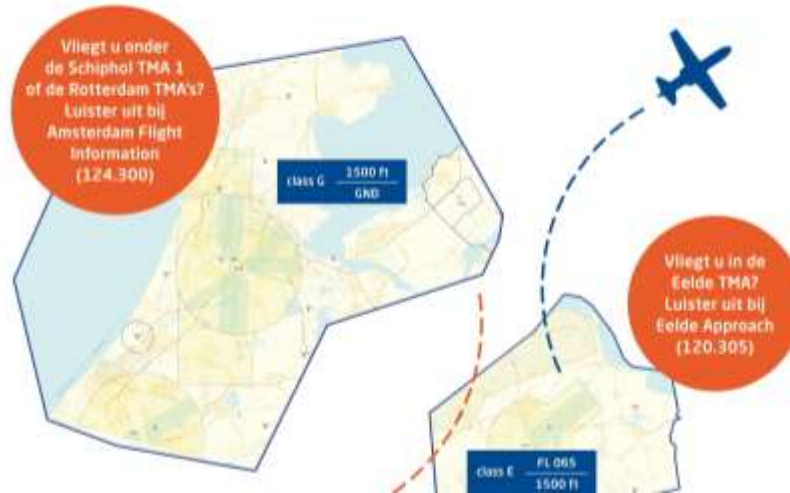 Vliegt u onder
de Schiphol TMA 1
of de Rotterdam TMA's?
Luister uit bij
Amsterdam Flight
Information
(124.300)
class G
1500 ft
GND
Vliegt u in de
Eelde TMA?
Luister uit bij
Eelde Approach
(120.305)
class E
FL 065
1500 ft